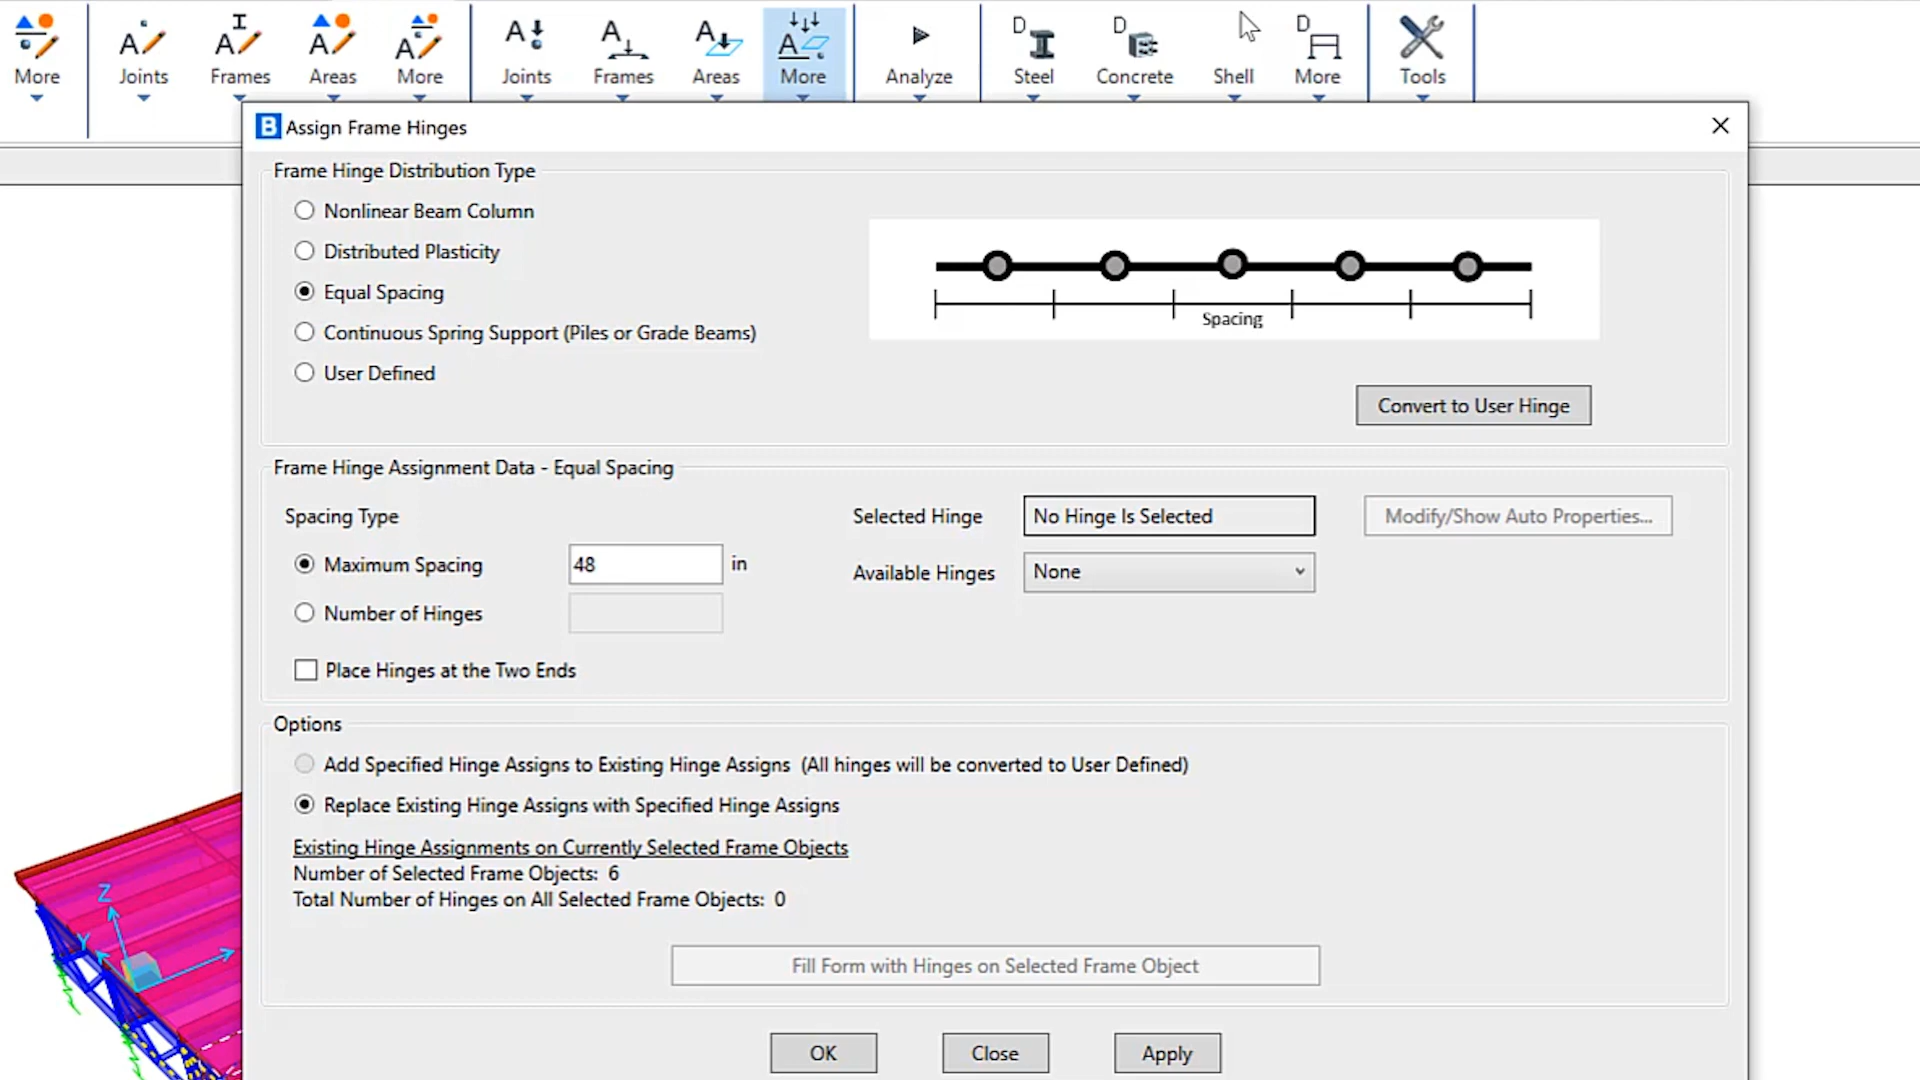 A A A A A A A A D D D
More Joints Frames Areas More Joints Frames Areas More Analyze Steel Concrete Shell More Tools
B Assign Frame Hinges
Frame Hinge Distribution Type
Nonlinear Beam Column
Distributed Plasticity
Equal Spacing
Spacing
Continuous Spring Support (Piles or Grade Beams)
User Defined
Convert to User Hinge
Frame Hinge Assignment Data - Equal Spacing
Spacing Type
Maximum Spacing 48 in
Number of Hinges
Place Hinges at the Two Ends
Selected Hinge No Hinge Is Selected Modify/Show Auto Properties...
Available Hinges None
Options
Add Specified Hinge Assigns to Existing Hinge Assigns (All hinges will be converted to User Defined)
Replace Existing Hinge Assigns with Specified Hinge Assigns
Existing Hinge Assignments on Currently Selected Frame Objects
Number of Selected Frame Objects: 6
Total Number of Hinges on All Selected Frame Objects: 0
Fill Form with Hinges on Selected Frame Object
OK Close Apply
Z
Y